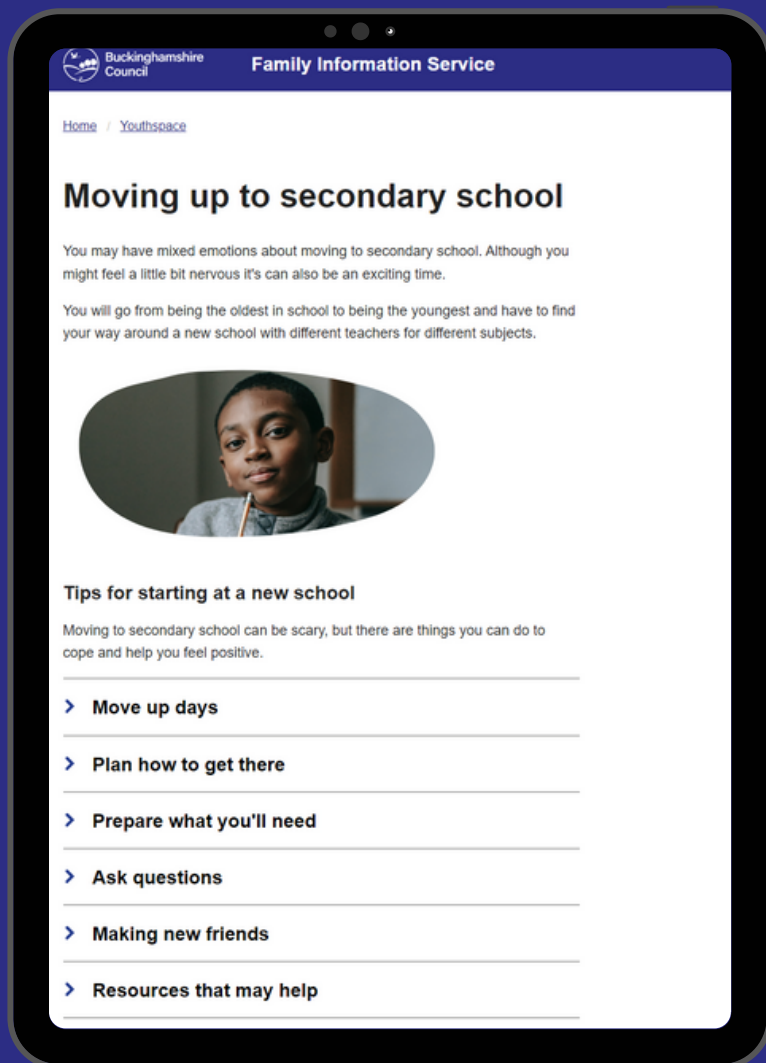 Buckinghamshire
Council
Family Information Service
Home / Youthspace
Moving up to secondary school
You may have mixed emotions about moving to secondary school. Although you
might feel a little bit nervous it's can also be an exciting time.
You will go from being the oldest in school to being the youngest and have to find
your way around a new school with different teachers for different subjects.
Tips for starting at a new school
Moving to secondary school can be scary, but there are things you can do to
cope and help you feel positive.
Move up days
Plan how to get there
Prepare what you'll need
Ask questions
Making new friends
Resources that may help